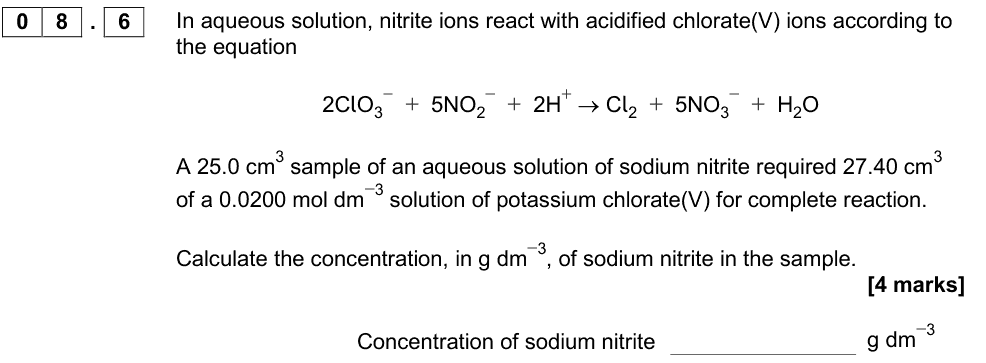 0 8 . 6 In aqueous solution, nitrite ions react with acidified chlorate(V) ions according to
the equation
2ClO₃⁻ + 5NO₂⁻ + 2H⁺ → Cl₂ + 5NO₃⁻ + H₂O
A 25.0 cm³ sample of an aqueous solution of sodium nitrite required 27.40 cm³
of a 0.0200 mol dm⁻³ solution of potassium chlorate(V) for complete reaction.
Calculate the concentration, in g dm⁻³, of sodium nitrite in the sample.
[4 marks]
Concentration of sodium nitrite ________ g dm⁻³